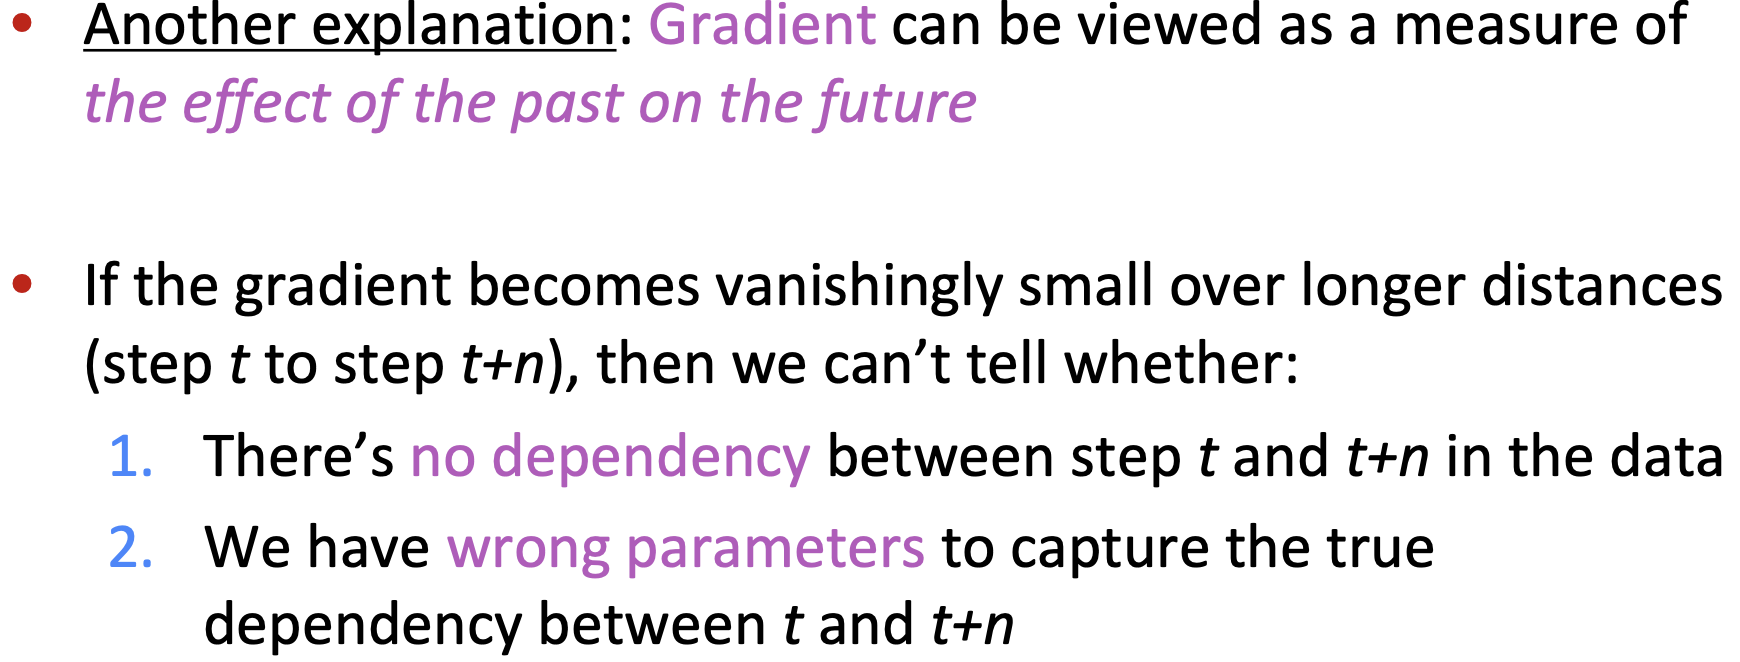 • Another explanation: Gradient can be viewed as a measure of
the effect of the past on the future
• If the gradient becomes vanishingly small over longer distances
(step t to step t+n), then we can’t tell whether:
1. There’s no dependency between step t and t+n in the data
2. We have wrong parameters to capture the true
dependency between t and t+n